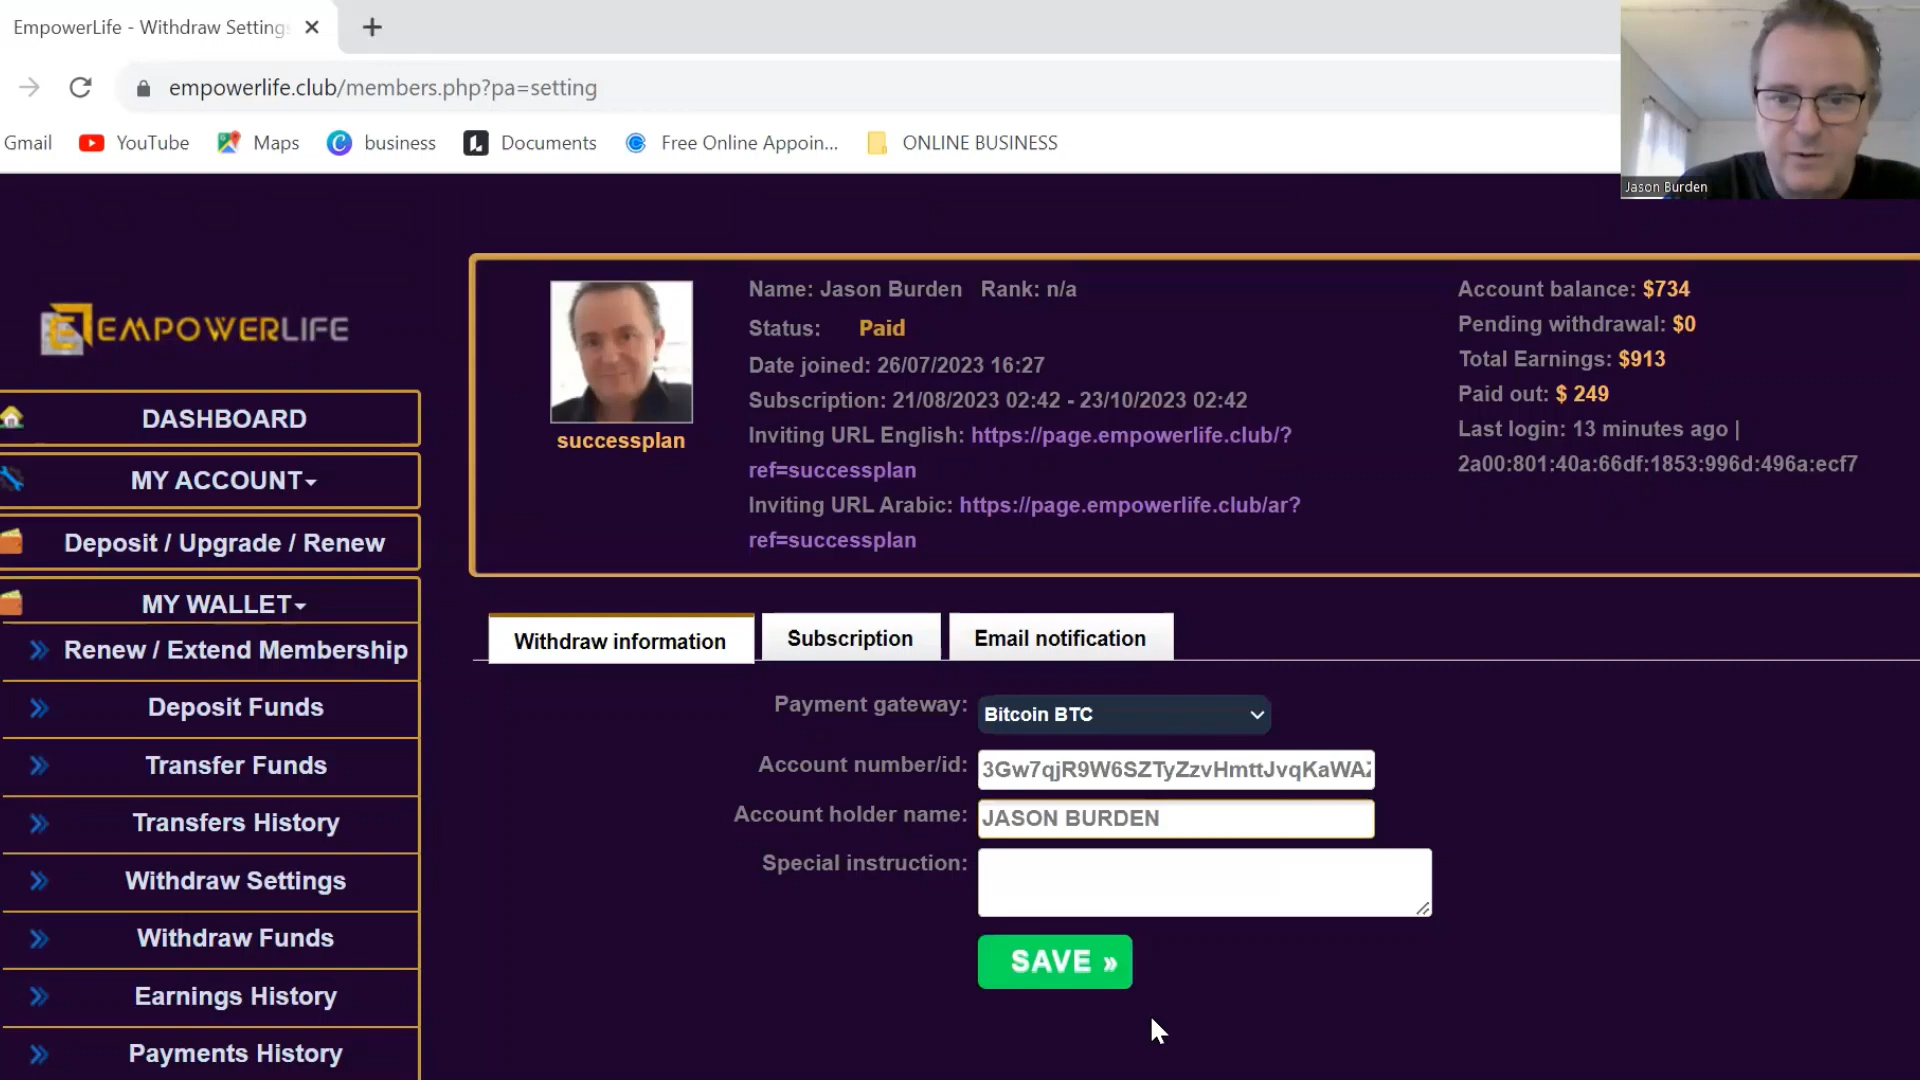 EmpowerLife - Withdraw Setting
empowerlife.club/members.php?pa=setting
Gmail YouTube Maps business Documents Free Online Appoin... ONLINE BUSINESS
Jason Burden
EMPOWERLIFE
DASHBOARD
MY ACCOUNT
Deposit / Upgrade / Renew
MY WALLET
Renew / Extend Membership
Deposit Funds
Transfer Funds
Transfers History
Withdraw Settings
Withdraw Funds
Earnings History
Payments History
successplan
Name: Jason Burden Rank: n/a
Status: Paid
Date joined: 26/07/2023 16:27
Subscription: 21/08/2023 02:42 - 23/10/2023 02:42
Inviting URL English: https://page.empowerlife.club/?
ref=successplan
Inviting URL Arabic: https://page.empowerlife.club/ar?
ref=successplan
Account balance: $734
Pending withdrawal: $0
Total Earnings: $913
Paid out: $ 249
Last login: 13 minutes ago |
2a00:801:40a:66df:1853:996d:496a:ecf7
Withdraw information Subscription Email notification
Payment gateway: Bitcoin BTC
Account number/id: 3Gw7qjR9W6SZTyZzvHmttJvqKaWAZ
Account holder name: JASON BURDEN
Special instruction:
SAVE »